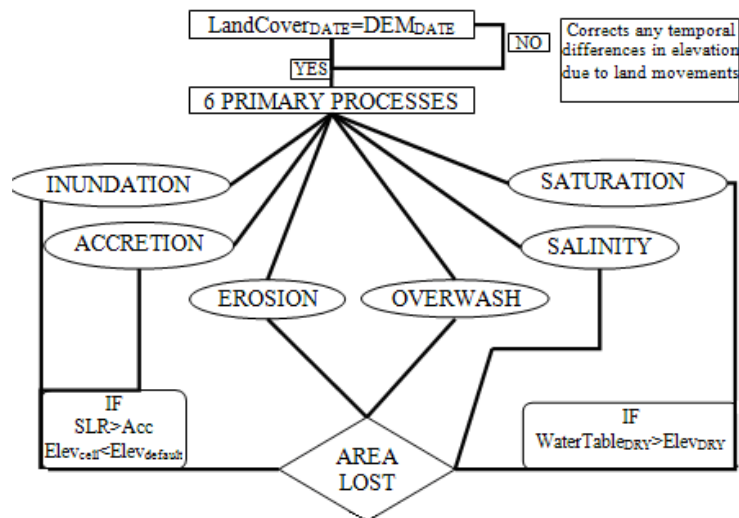 LandCoverDATE=DEMDATE
NO
Corrects any temporal
differences in elevation
due to land movements
YES
6 PRIMARY PROCESSES
INUNDATION
SATURATION
ACCRETION
SALINITY
EROSION
OVERWASH
IF
SLR>Acc
Elevcell<Elevdefault
AREA
LOST
IF
WaterTableDRY>ElevDRY